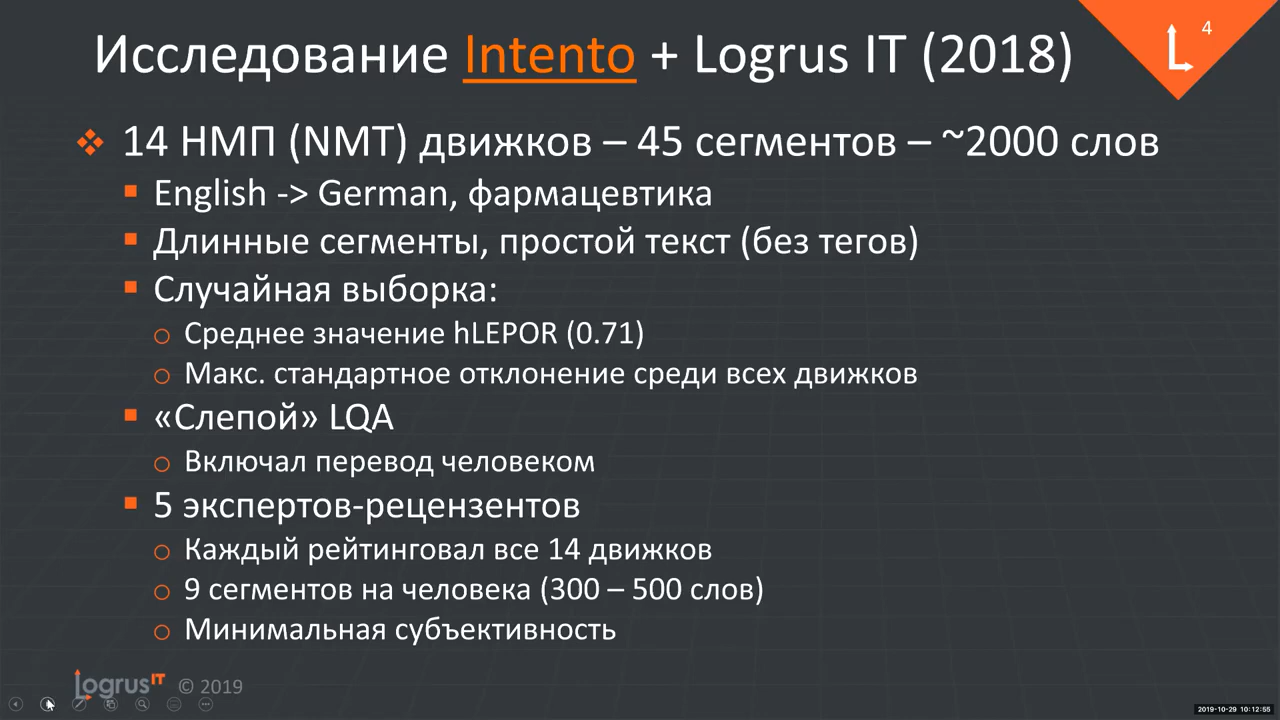 4
Исследование Intento + Logrus IT (2018)
14 НМП (NMT) движков – 45 сегментов – ~2000 слов
English -> German, фармацевтика
Длинные сегменты, простой текст (без тегов)
Случайная выборка:
Среднее значение hLEPOR (0.71)
Макс. стандартное отклонение среди всех движков
«Слепой» LQA
Включал перевод человеком
5 экспертов-рецензентов
Каждый рейтинговал все 14 движков
9 сегментов на человека (300 – 500 слов)
Минимальная субъективность
Logrus IT © 2019
2019-10-29 10:12:55